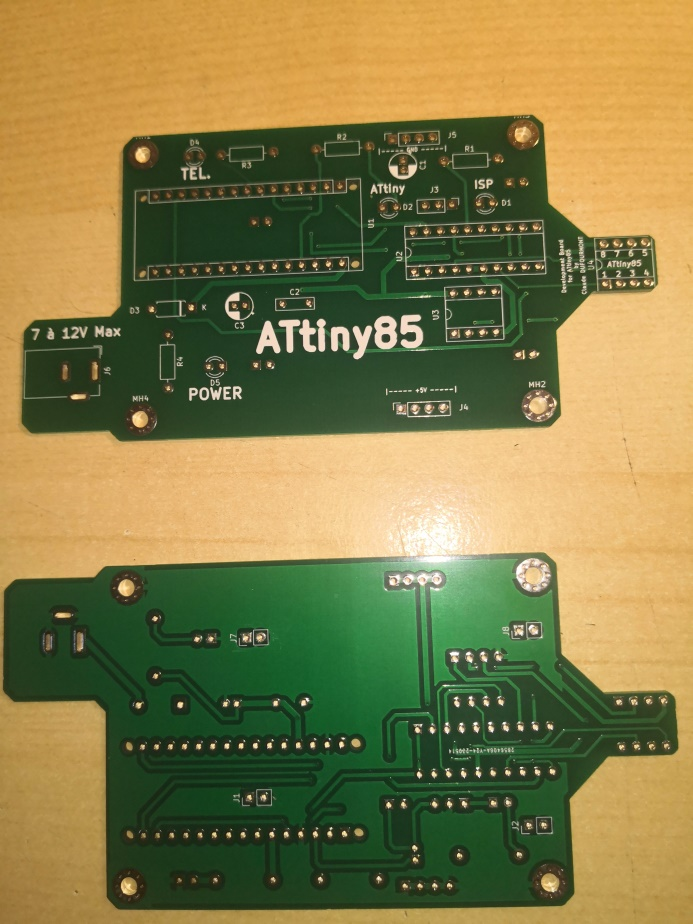 MH3
D4
R2
J5
R3
GND
C1
R1
TEL.
ATtiny
ISP
J3
D2
D1
U1
U2
Development Board
for ATtiny85
by
Claude DUFOURMONT
8 7 6 5
U4
ATtiny85
1 2 3 4
D3
K
C3
C2
U3
ATtiny85
7 à 12V Max
J6
R4
D5
POWER
+5V
J4
MH4
MH2
J7
J8
J1
J2